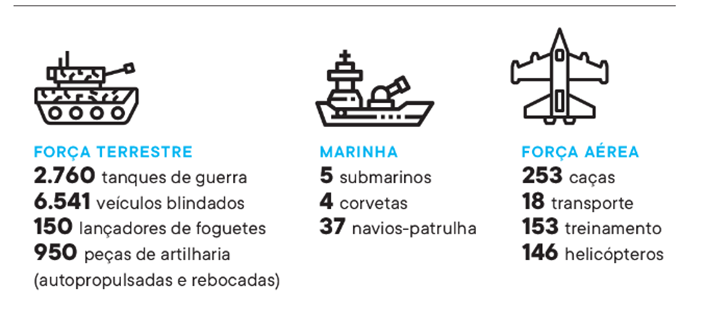 FORÇA TERRESTRE
2.760 tanques de guerra
6.541 veículos blindados
150 lançadores de foguetes
950 peças de artilharia
(autopropulsadas e rebocadas)
MARINHA
5 submarinos
4 corvetas
37 navios-patrulha
FORÇA AÉREA
253 caças
18 transporte
153 treinamento
146 helicópteros